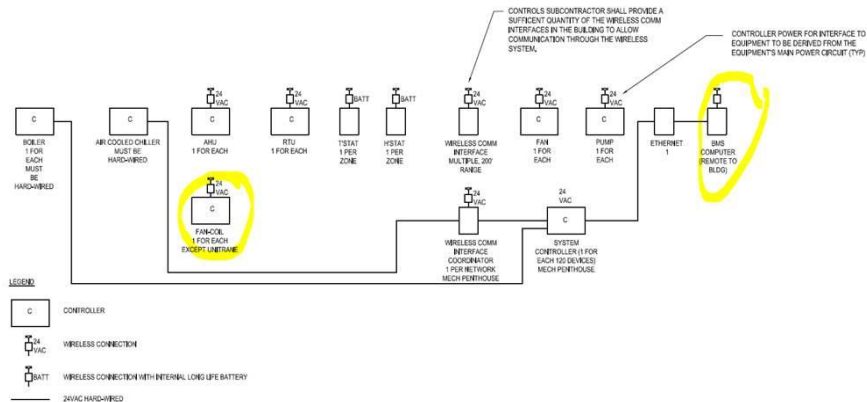 CONTROLS SUBCONTRACTOR SHALL PROVIDE A
SUFFICENT QUANTITY OF THE WIRELESS COMM
INTERFACES IN THE BUILDING TO ALLOW
COMMUNICATION THROUGH THE WIRELESS
SYSTEM.
CONTROLLER POWER FOR INTERFACE TO
EQUIPMENT TO BE DERIVED FROM THE
EQUIPMENT'S MAIN POWER CIRCUIT (TYP)
C
BOILER
1 FOR
EACH
MUST
BE
HARD-WIRED
C
AIR COOLED CHILLER
MUST BE
HARD-WIRED
24
VAC
C
AHU
1 FOR EACH
24
VAC
C
RTU
1 FOR EACH
BATT
T'STAT
1 PER
ZONE
BATT
H'STAT
1 PER
ZONE
24
VAC
WIRELESS COMM
INTERFACE
MULTIPLE, 200'
RANGE
24
VAC
C
FAN
1 FOR
EACH
24
VAC
C
PUMP
1 FOR
EACH
ETHERNET
1
24
VAC
BMS
COMPUTER
(REMOTE TO
BLDG)
24
VAC
C
FAN-COIL
1 FOR EACH
EXCEPT UNITRANE
24
VAC
WIRELESS COMM
INTERFACE
COORDINATOR
1 PER NETWORK
MECH PENTHOUSE
24
VAC
C
SYSTEM
CONTROLLER (1 FOR
EACH 120 DEVICES)
MECH PENTHOUSE
LEGEND
C
CONTROLLER
24
VAC
WIRELESS CONNECTION
BATT
WIRELESS CONNECTION WITH INTERNAL LONG LIFE BATTERY
24VAC HARD-WIRED